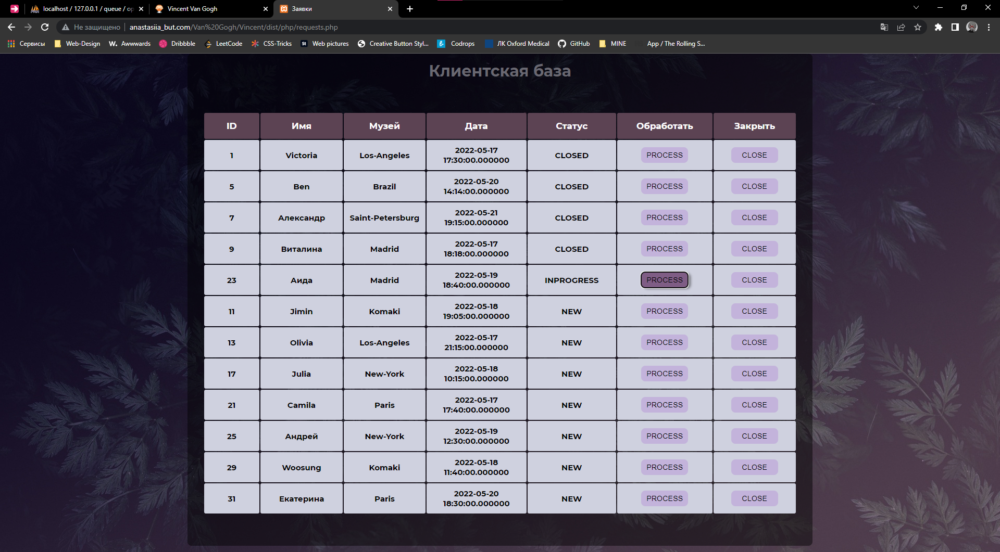 localhost / 127.0.0.1 / queue / op
Vincent Van Gogh
Заявки
Не защищено
anastasiia_but.com/Van%20Gogh/Vincent/dist/php/requests.php
Сервисы
Web-Design
W. Awwwards
Dribbble
LeetCode
CSS-Tricks
St Web pictures
Creative Button Styl...
Codrops
ЛК Oxford Medical
GitHub
MINE
App / The Rolling S...
Клиентская база
ID Имя Музей Дата Статус Обработать Закрыть
1 Victoria Los-Angeles 2022-05-17 17:30:00.000000 CLOSED PROCESS CLOSE
5 Ben Brazil 2022-05-20 14:14:00.000000 CLOSED PROCESS CLOSE
7 Александр Saint-Petersburg 2022-05-21 19:15:00.000000 CLOSED PROCESS CLOSE
9 Виталина Madrid 2022-05-17 18:18:00.000000 CLOSED PROCESS CLOSE
23 Аида Madrid 2022-05-19 18:40:00.000000 INPROGRESS PROCESS CLOSE
11 Jimin Komaki 2022-05-18 19:05:00.000000 NEW PROCESS CLOSE
13 Olivia Los-Angeles 2022-05-17 21:15:00.000000 NEW PROCESS CLOSE
17 Julia New-York 2022-05-18 10:15:00.000000 NEW PROCESS CLOSE
21 Camila Paris 2022-05-17 17:40:00.000000 NEW PROCESS CLOSE
25 Андрей New-York 2022-05-19 12:30:00.000000 NEW PROCESS CLOSE
29 Woosung Komaki 2022-05-18 11:40:00.000000 NEW PROCESS CLOSE
31 Екатерина Paris 2022-05-20 18:30:00.000000 NEW PROCESS CLOSE